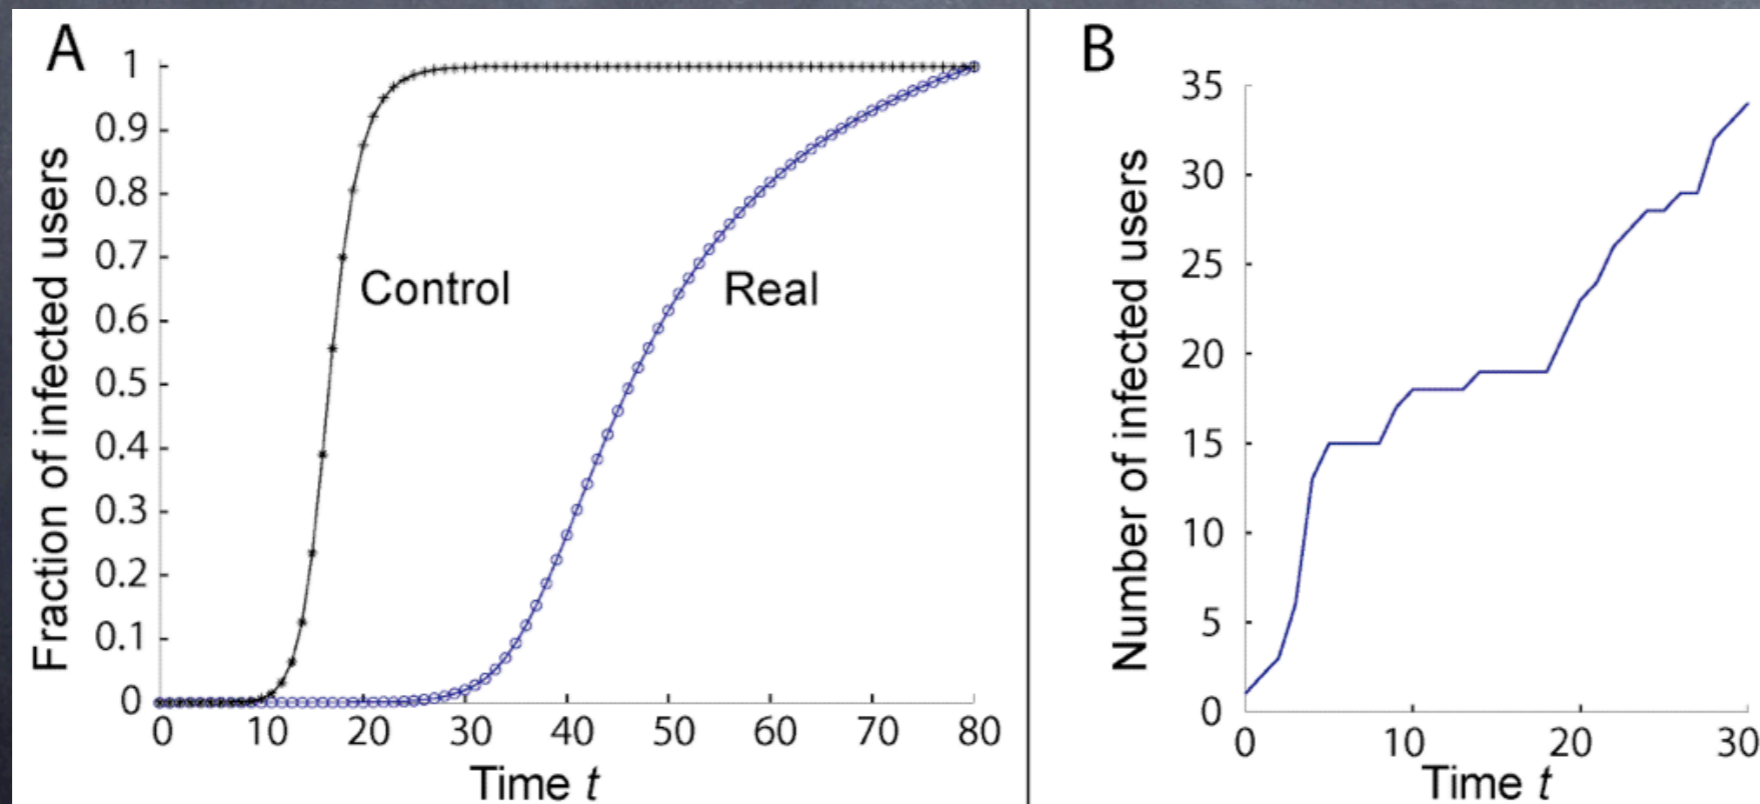 A
Fraction of infected users
1
0.9
0.8
0.7
0.6
0.5
0.4
0.3
0.2
0.1
0
Control
Real
0 10 20 30 40 50 60 70 80
Time t
B
Number of infected users
35
30
25
20
15
10
5
0
0 10 20 30
Time t